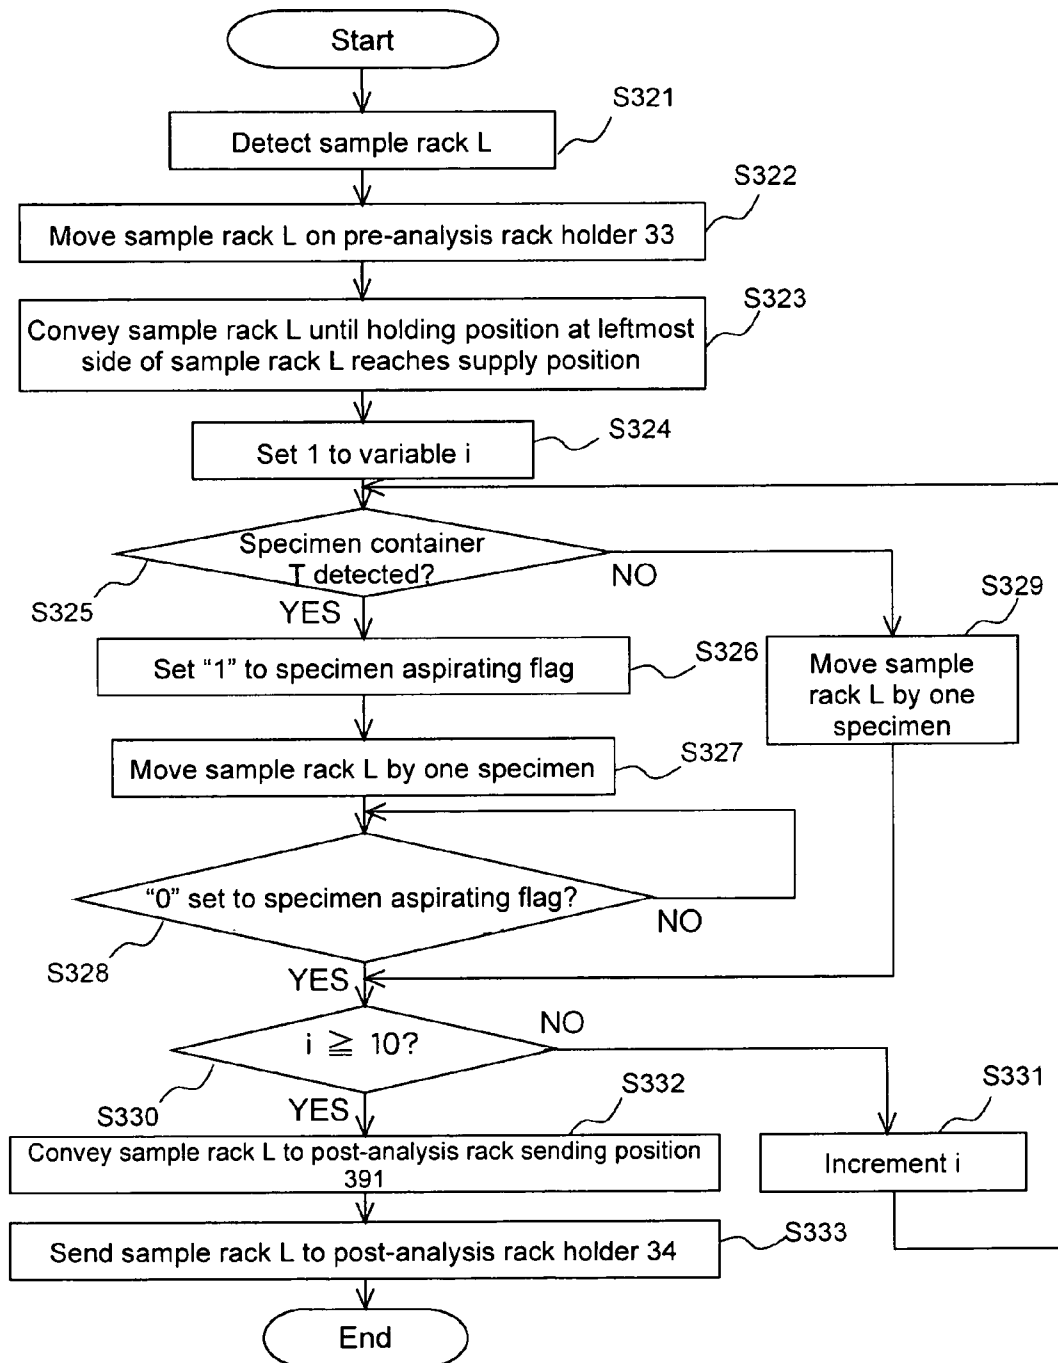 Start
S321
Detect sample rack L
S322
Move sample rack L on pre-analysis rack holder 33
S323
Convey sample rack L until holding position at leftmost
side of sample rack L reaches supply position
S324
Set 1 to variable i
Specimen container
T detected?
NO
S325
YES
S329
S326
Set “1” to specimen aspirating flag
Move sample
rack L by one
specimen
S327
Move sample rack L by one specimen
“0” set to specimen aspirating flag?
NO
S328
YES
NO
i ≧ 10?
S330
YES
S332
S331
Convey sample rack L to post-analysis rack sending position
391
Increment i
S333
Send sample rack L to post-analysis rack holder 34
End